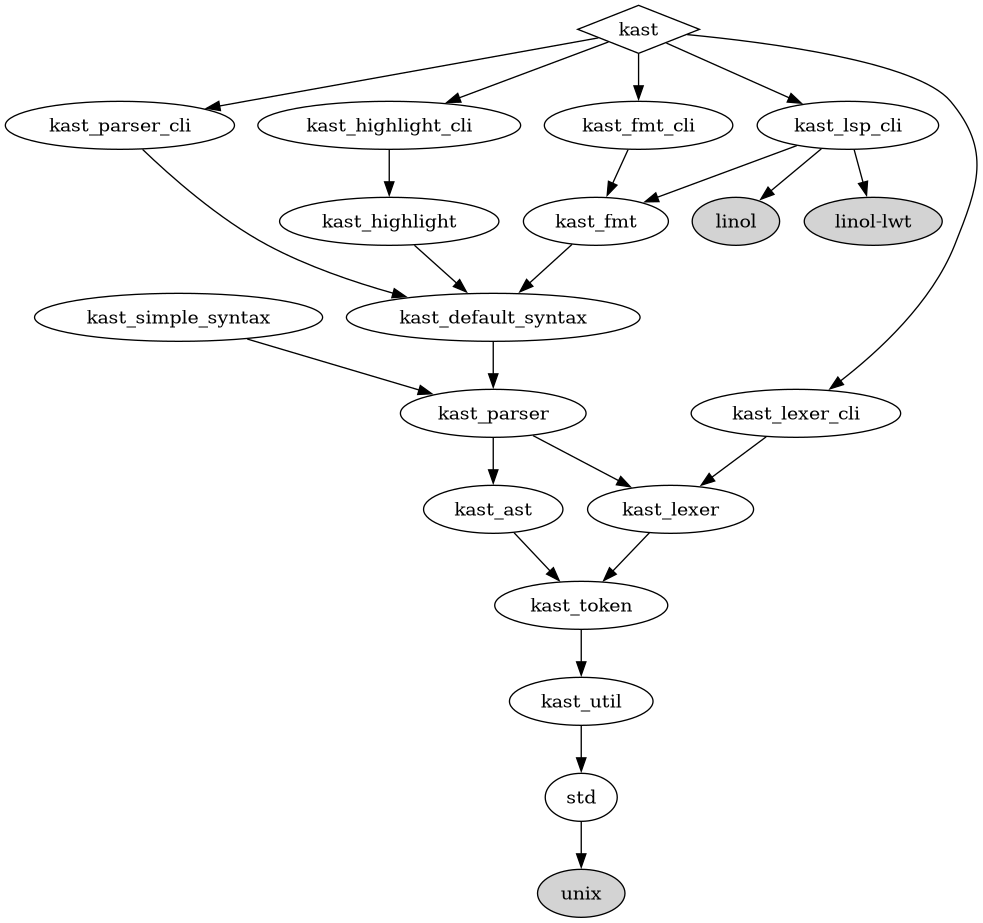 kast
kast_parser_cli
kast_highlight_cli
kast_fmt_cli
kast_lsp_cli
kast_highlight
kast_fmt
linol
linol-lwt
kast_simple_syntax
kast_default_syntax
kast_parser
kast_lexer_cli
kast_ast
kast_lexer
kast_token
kast_util
std
unix